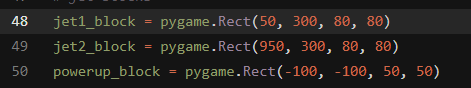 48 jet1_block = pygame.Rect(50, 300, 80, 80)
49 jet2_block = pygame.Rect(950, 300, 80, 80)
50 powerup_block = pygame.Rect(-100, -100, 50, 50)